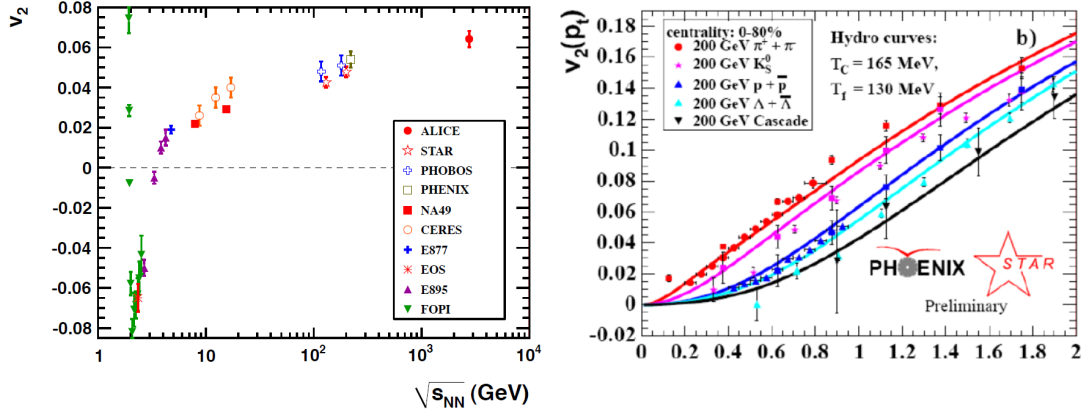 v2
0.08
0.06
0.04
0.02
0
-0.02
-0.04
-0.06
-0.08
1
10
10²
10³
10⁴
√sNN (GeV)
ALICE
STAR
PHOBOS
PHENIX
NA49
CERES
E877
EOS
E895
FOPI
v2(pt)
0.2
0.18
0.16
0.14
0.12
0.1
0.08
0.06
0.04
0.02
0
-0.02
0
0.2
0.4
0.6
0.8
1
1.2
1.4
1.6
1.8
2
centrality: 0-80%
200 GeV π⁺ + π⁻
200 GeV K⁰S
200 GeV p + p̅
200 GeV Λ + Λ̅
200 GeV Cascade
Hydro curves:
TC = 165 MeV,
Tf = 130 MeV
b)
PHENIX
STAR
Preliminary